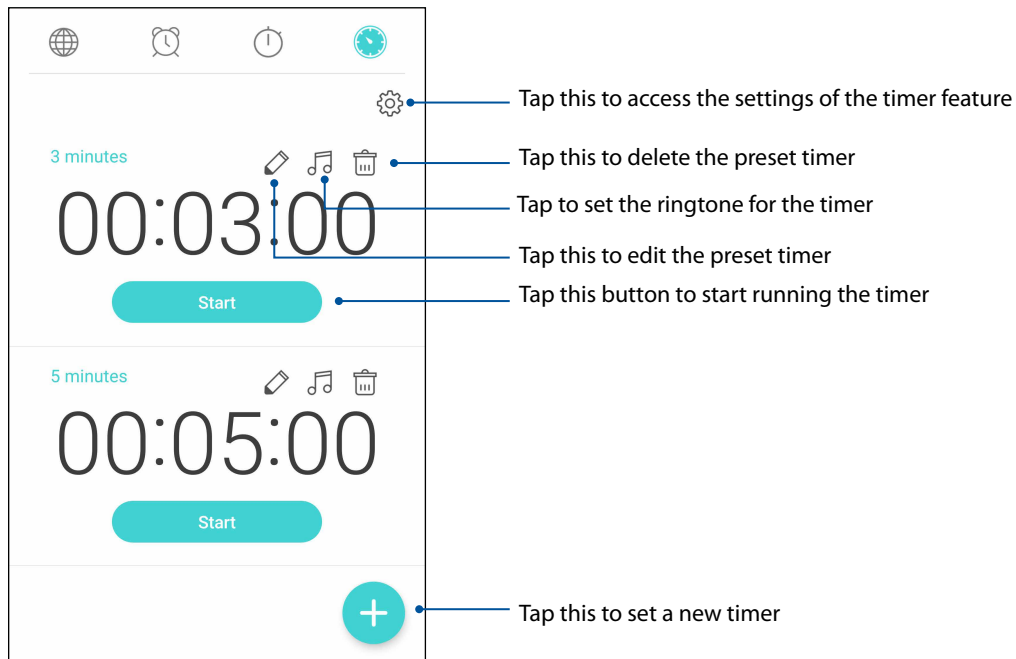 Tap this to access the settings of the timer feature
3 minutes
Tap this to delete the preset timer
00:03:00
Tap to set the ringtone for the timer
Tap this to edit the preset timer
Start
Tap this button to start running the timer
5 minutes
00:05:00
Start
Tap this to set a new timer